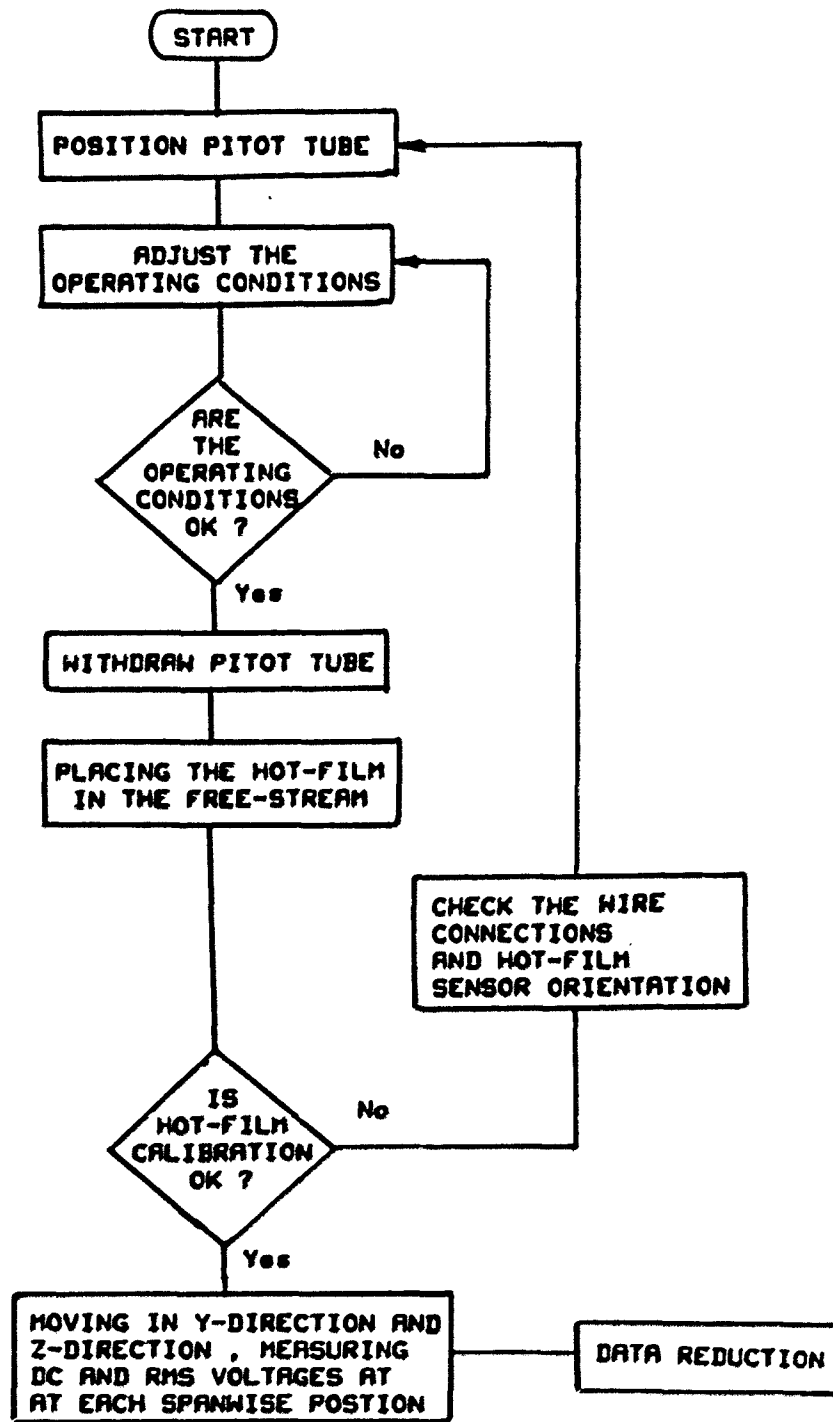 START
POSITION PITOT TUBE
ADJUST THE
OPERATING CONDITIONS
ARE
THE
OPERATING
CONDITIONS
OK ?
No
Yes
WITHDRAW PITOT TUBE
PLACING THE HOT-FILM
IN THE FREE-STREAM
CHECK THE WIRE
CONNECTIONS
AND HOT-FILM
SENSOR ORIENTATION
IS
HOT-FILM
CALIBRATION
OK ?
No
Yes
MOVING IN Y-DIRECTION AND
Z-DIRECTION , MEASURING
DC AND RMS VOLTAGES AT
AT EACH SPANWISE POSTION
DATA REDUCTION